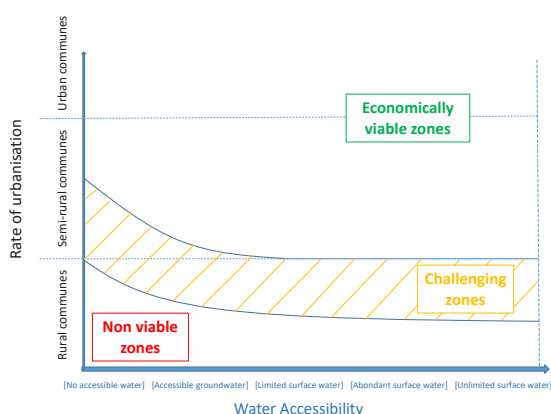 Urban communes
Economically
viable zones
Rate of urbanisation
Semi-rural communes
Challenging
zones
Rural communes
Non viable
zones
[No accessible water] [Accessible groundwater] [Limited surface water] [Abondant surface water] [Unlimited surface water]
Water Accessibility